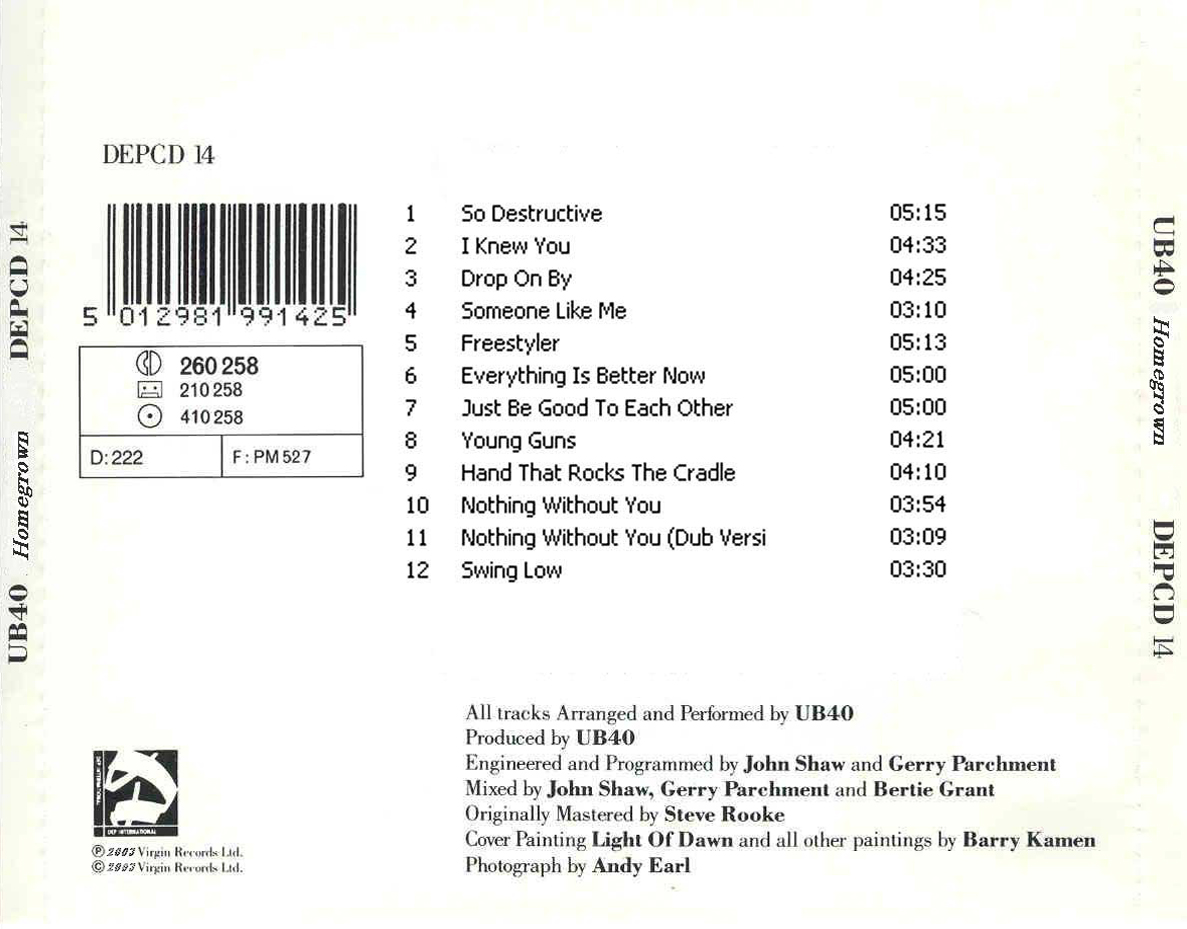 UB40 Homegrown DEPCD 14
DEPCD 14
5 012981 991425
260 258
210 258
410 258
D: 222 F: PM 527
1 So Destructive 05:15
2 I Knew You 04:33
3 Drop On By 04:25
4 Someone Like Me 03:10
5 Freestyler 05:13
6 Everything Is Better Now 05:00
7 Just Be Good To Each Other 05:00
8 Young Guns 04:21
9 Hand That Rocks The Cradle 04:10
10 Nothing Without You 03:54
11 Nothing Without You (Dub Versi 03:09
12 Swing Low 03:30
All tracks Arranged and Performed by UB40
Produced by UB40
Engineered and Programmed by John Shaw and Gerry Parchment
Mixed by John Shaw, Gerry Parchment and Bertie Grant
Originally Mastered by Steve Rooke
Cover Painting Light Of Dawn and all other paintings by Barry Kamen
Photograph by Andy Earl
DEP INTERNATIONAL
DEP INTERNATIONAL
℗ 2003 Virgin Records Ltd.
© 2003 Virgin Records Ltd.
UB40 Homegrown DEPCD 14